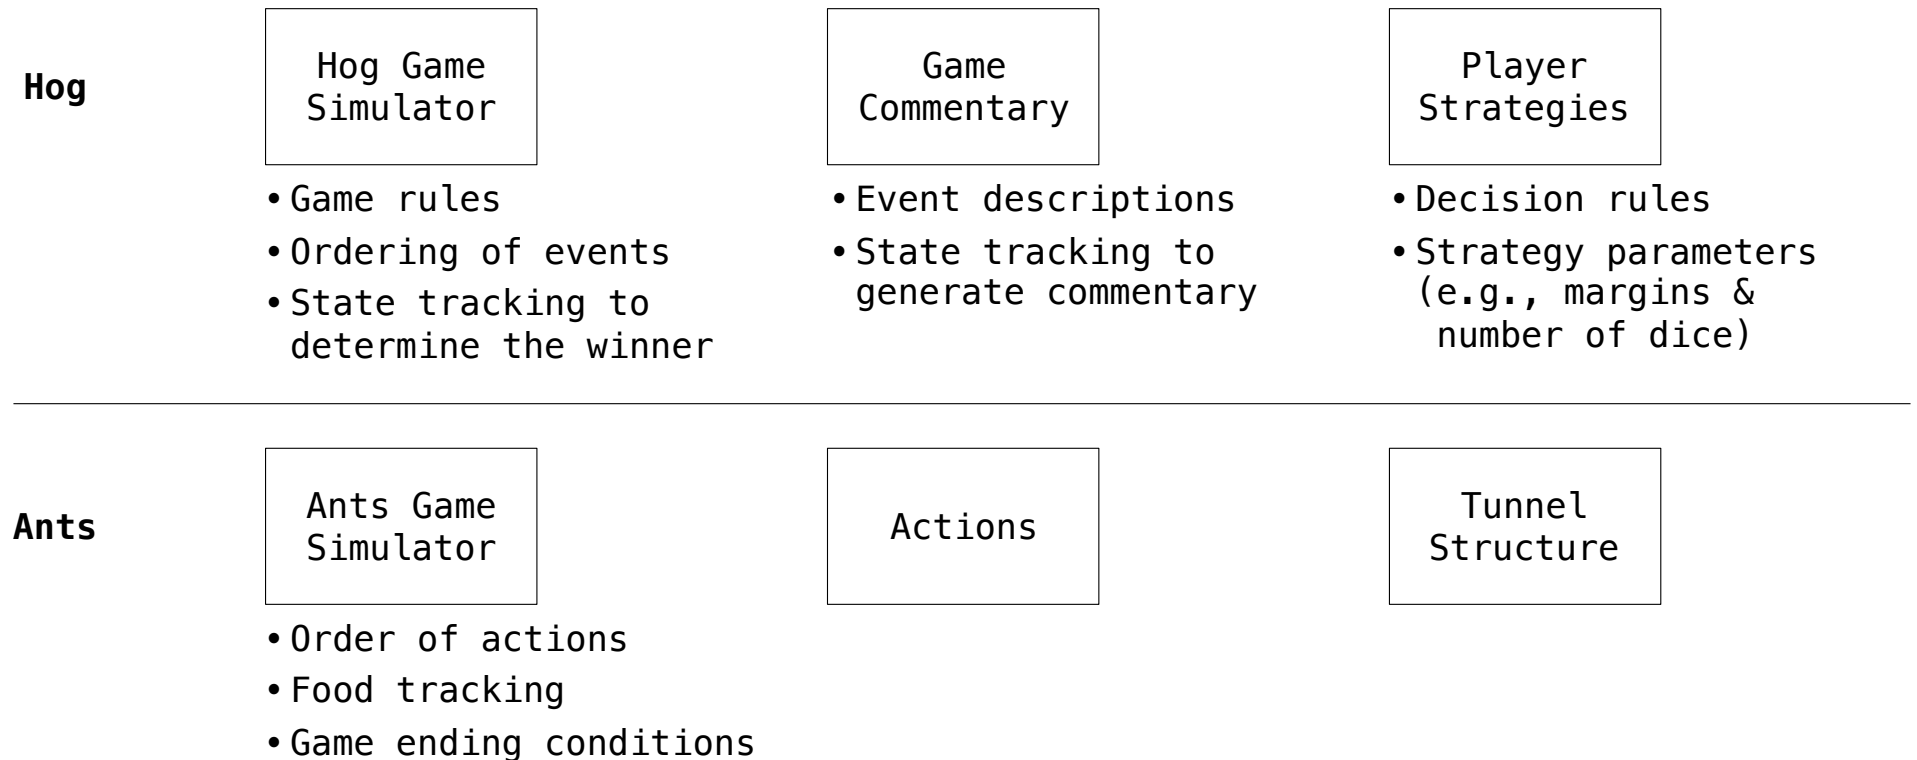 Hog
Hog Game
Simulator
• Game rules
• Ordering of events
• State tracking to
determine the winner
Game
Commentary
• Event descriptions
• State tracking to
generate commentary
Player
Strategies
• Decision rules
• Strategy parameters
(e.g., margins &
number of dice)
Ants
Ants Game
Simulator
• Order of actions
• Food tracking
• Game ending conditions
Actions
Tunnel
Structure